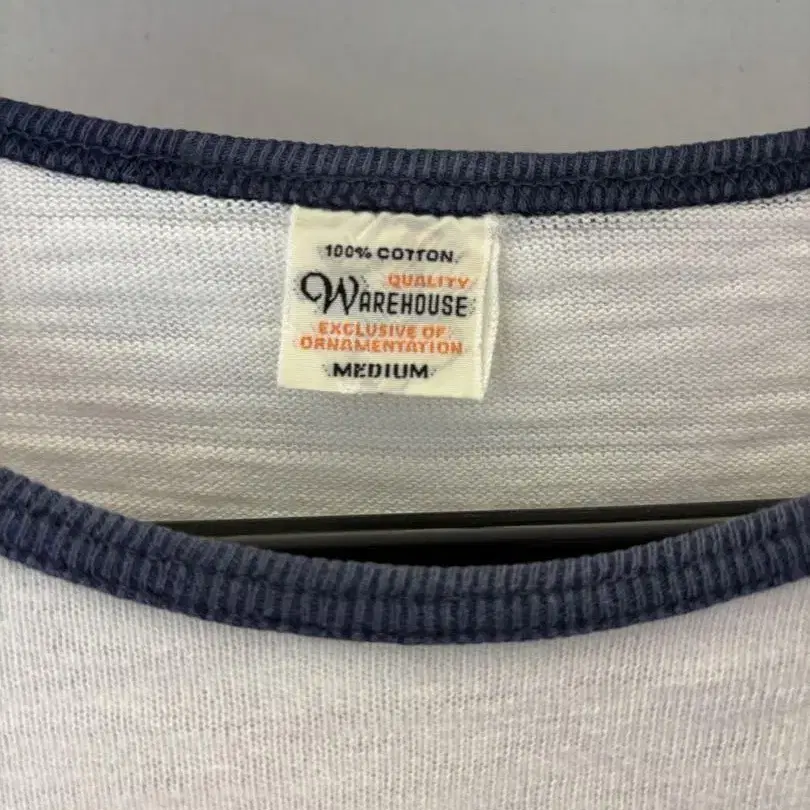 100% COTTON.
QUALITY
WAREHOUSE
EXCLUSIVE OF
ORNAMENTATION
MEDIUM